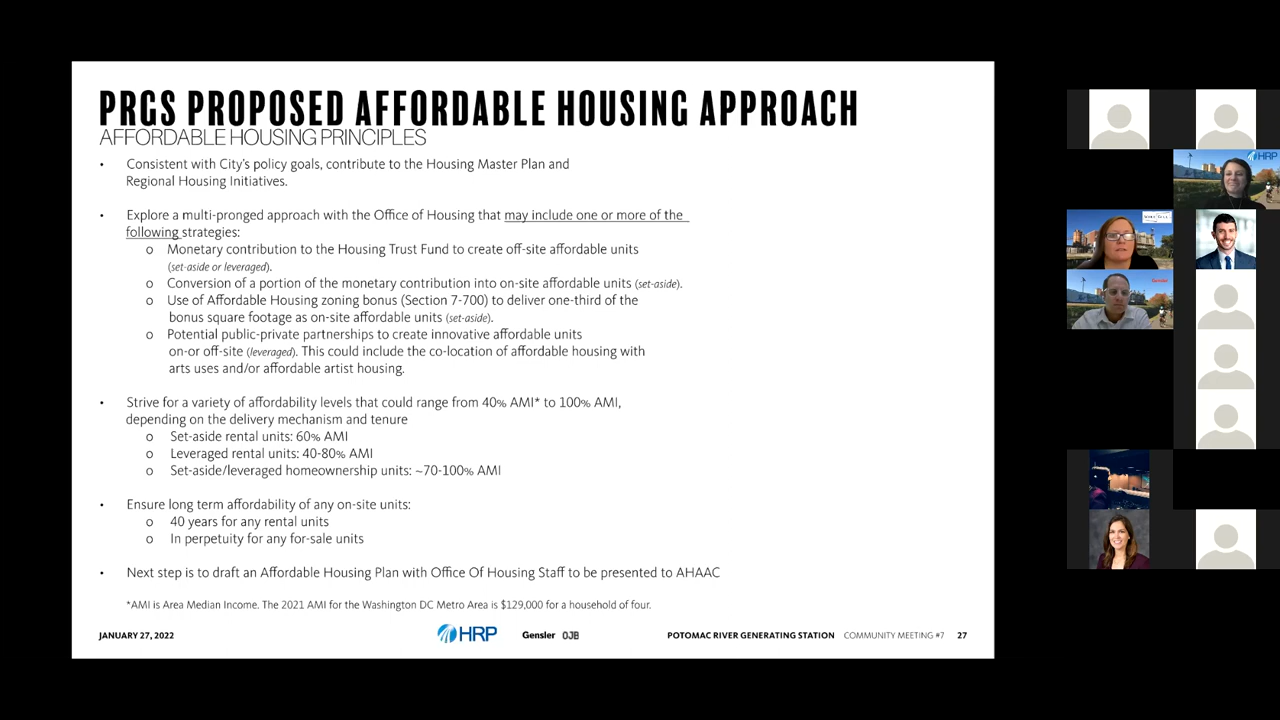 PRGS PROPOSED AFFORDABLE HOUSING APPROACH
AFFORDABLE HOUSING PRINCIPLES
• Consistent with City's policy goals, contribute to the Housing Master Plan and
Regional Housing Initiatives.
• Explore a multi-pronged approach with the Office of Housing that may include one or more of the
following strategies:
o Monetary contribution to the Housing Trust Fund to create off-site affordable units
(set-aside or leveraged).
o Conversion of a portion of the monetary contribution into on-site affordable units (set-aside).
o Use of Affordable Housing zoning bonus (Section 7-700) to deliver one-third of the
bonus square footage as on-site affordable units (set-aside).
o Potential public-private partnerships to create innovative affordable units
on-or off-site (leveraged). This could include the co-location of affordable housing with
arts uses and/or affordable artist housing.
• Strive for a variety of affordability levels that could range from 40% AMI* to 100% AMI,
depending on the delivery mechanism and tenure
o Set-aside rental units: 60% AMI
o Leveraged rental units: 40-80% AMI
o Set-aside/leveraged homeownership units: ~70-100% AMI
• Ensure long term affordability of any on-site units:
o 40 years for any rental units
o In perpetuity for any for-sale units
• Next step is to draft an Affordable Housing Plan with Office Of Housing Staff to be presented to AHAAC
*AMI is Area Median Income. The 2021 AMI for the Washington DC Metro Area is $129,000 for a household of four.
JANUARY 27, 2022 HRP Gensler OJB POTOMAC RIVER GENERATING STATION COMMUNITY MEETING #7 27
HRP